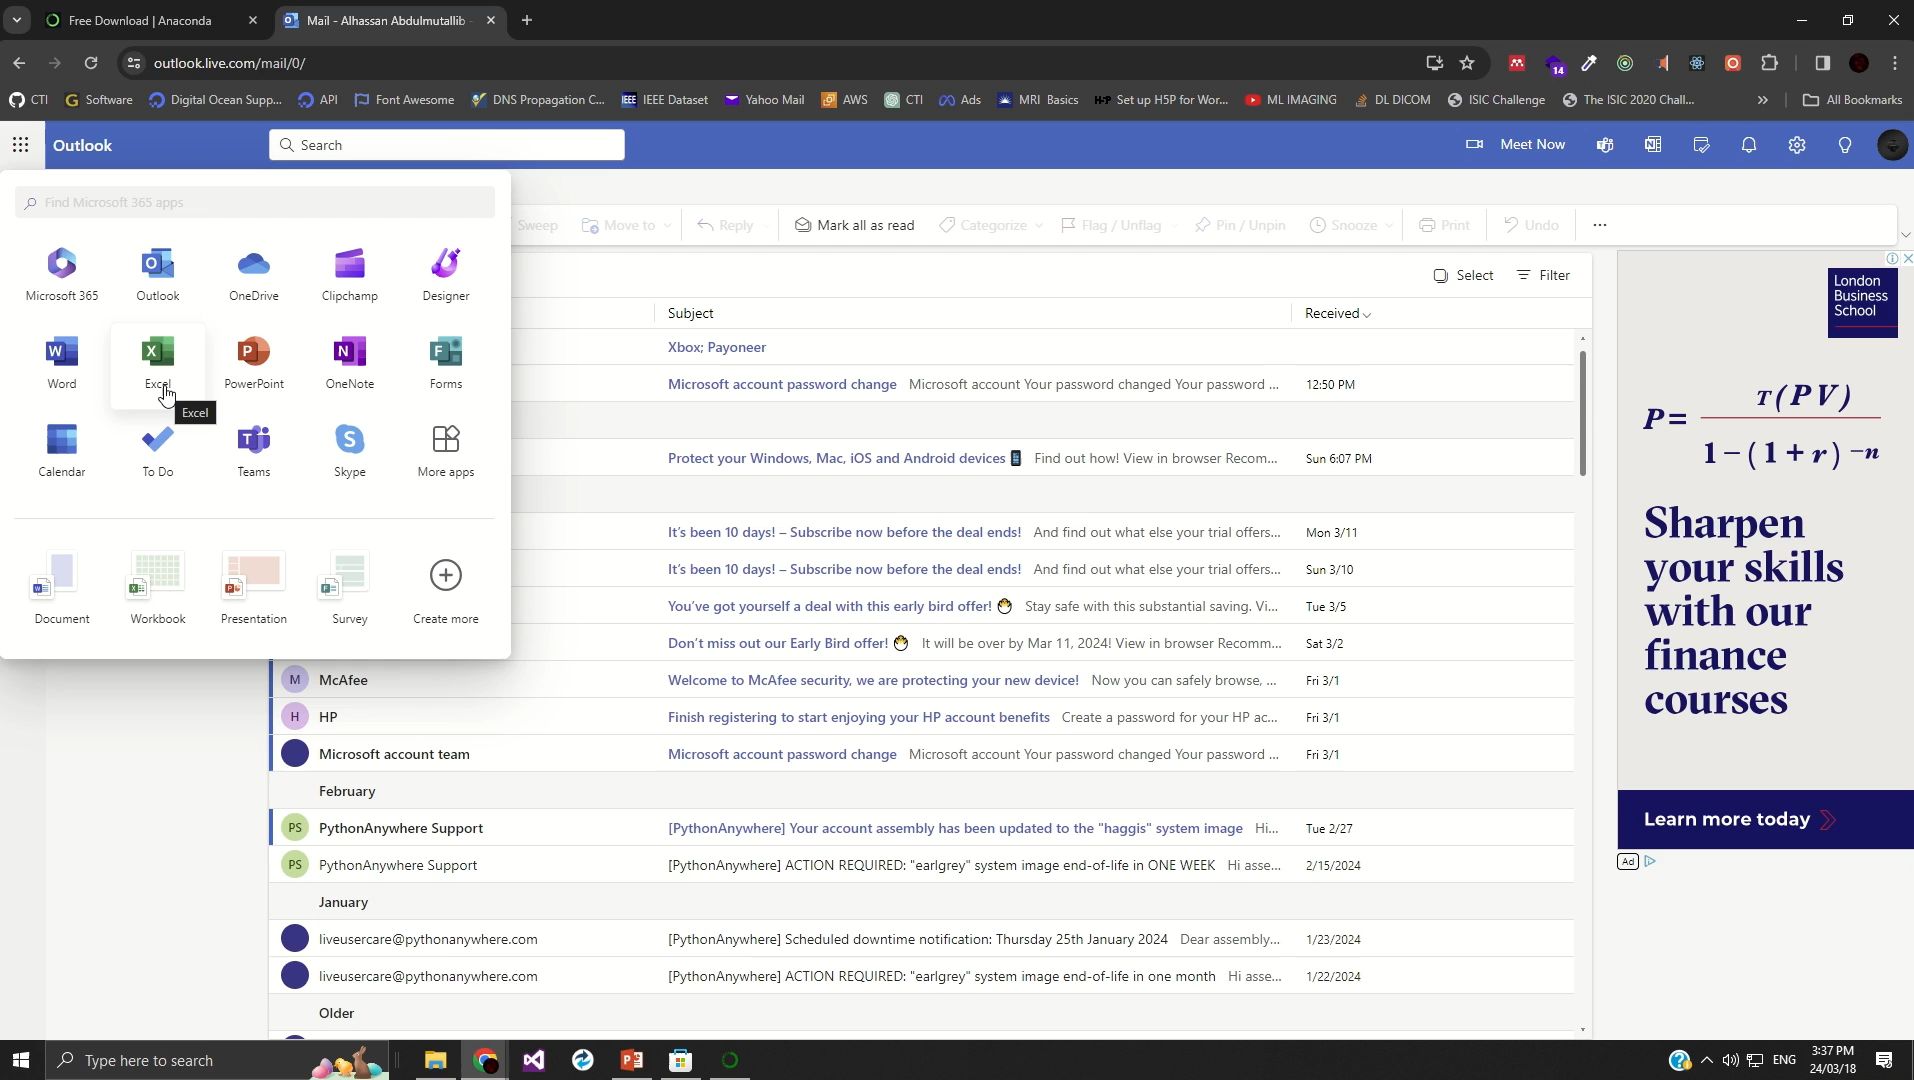 Free Download | Anaconda
Mail - Alhassan Abdulmutallib -
outlook.live.com/mail/0/
14
CTI
Software
Digital Ocean Supp...
API
Font Awesome
DNS Propagation C...
IEEE IEEE Dataset
Yahoo Mail
AWS
CTI
Ads
MRI Basics
H-P Set up H5P for Wor...
ML IMAGING
DL DICOM
ISIC Challenge
The ISIC 2020 Chall...
»
All Bookmarks
Outlook
Search
Meet Now
Find Microsoft 365 apps
Sweep
Move to
Reply
Mark all as read
Categorize
Flag / Unflag
Pin / Unpin
Snooze
Print
Undo
...
Microsoft 365
Outlook
OneDrive
Clipchamp
Designer
Word
Excel
PowerPoint
OneNote
Forms
Excel
Calendar
To Do
Teams
Skype
More apps
Document
Workbook
Presentation
Survey
Create more
Select
Filter
Subject
Received
Xbox; Payoneer
Microsoft account password change Microsoft account Your password changed Your password ... 12:50 PM
Protect your Windows, Mac, iOS and Android devices Find out how! View in browser Recom... Sun 6:07 PM
It's been 10 days! – Subscribe now before the deal ends! And find out what else your trial offers... Mon 3/11
It's been 10 days! – Subscribe now before the deal ends! And find out what else your trial offers... Sun 3/10
You've got yourself a deal with this early bird offer! Stay safe with this substantial saving. Vi... Tue 3/5
Don't miss out our Early Bird offer! It will be over by Mar 11, 2024! View in browser Recomm... Sat 3/2
M McAfee Welcome to McAfee security, we are protecting your new device! Now you can safely browse, ... Fri 3/1
H HP Finish registering to start enjoying your HP account benefits Create a password for your HP ac... Fri 3/1
Microsoft account team Microsoft account password change Microsoft account Your password changed Your password ... Fri 3/1
February
PS PythonAnywhere Support [PythonAnywhere] Your account assembly has been updated to the "haggis" system image Hi... Tue 2/27
PS PythonAnywhere Support [PythonAnywhere] ACTION REQUIRED: "earlgrey" system image end-of-life in ONE WEEK Hi asse... 2/15/2024
January
liveusercare@pythonanywhere.com [PythonAnywhere] Scheduled downtime notification: Thursday 25th January 2024 Dear assembly... 1/23/2024
liveusercare@pythonanywhere.com [PythonAnywhere] ACTION REQUIRED: "earlgrey" system image end-of-life in one month Hi asse... 1/22/2024
Older
London
Business
School
P = T(PV) / 1 – (1 + r) –n
Sharpen
your skills
with our
finance
courses
Learn more today
Ad
Type here to search
ENG
3:37 PM
24/03/18